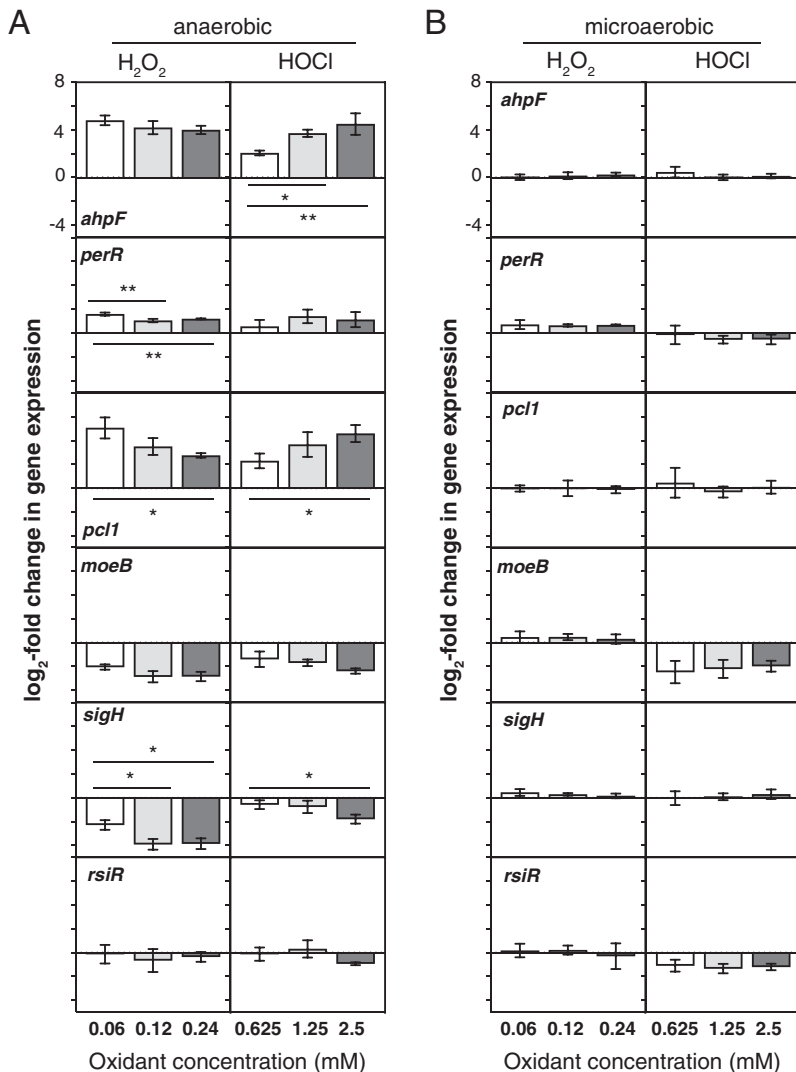 A
anaerobic
H₂O₂
HOCl
8
4
0
-4
ahpF
*
**
perR
**
**
pcl1
*
*
moeB
sigH
*
*
*
rsiR
0.06 0.12 0.24 0.625 1.25 2.5
Oxidant concentration (mM)
log₂-fold change in gene expression
B
microaerobic
H₂O₂
HOCl
8
4
0
-4
ahpF
perR
pcl1
moeB
sigH
rsiR
0.06 0.12 0.24 0.625 1.25 2.5
Oxidant concentration (mM)
log₂-fold change in gene expression